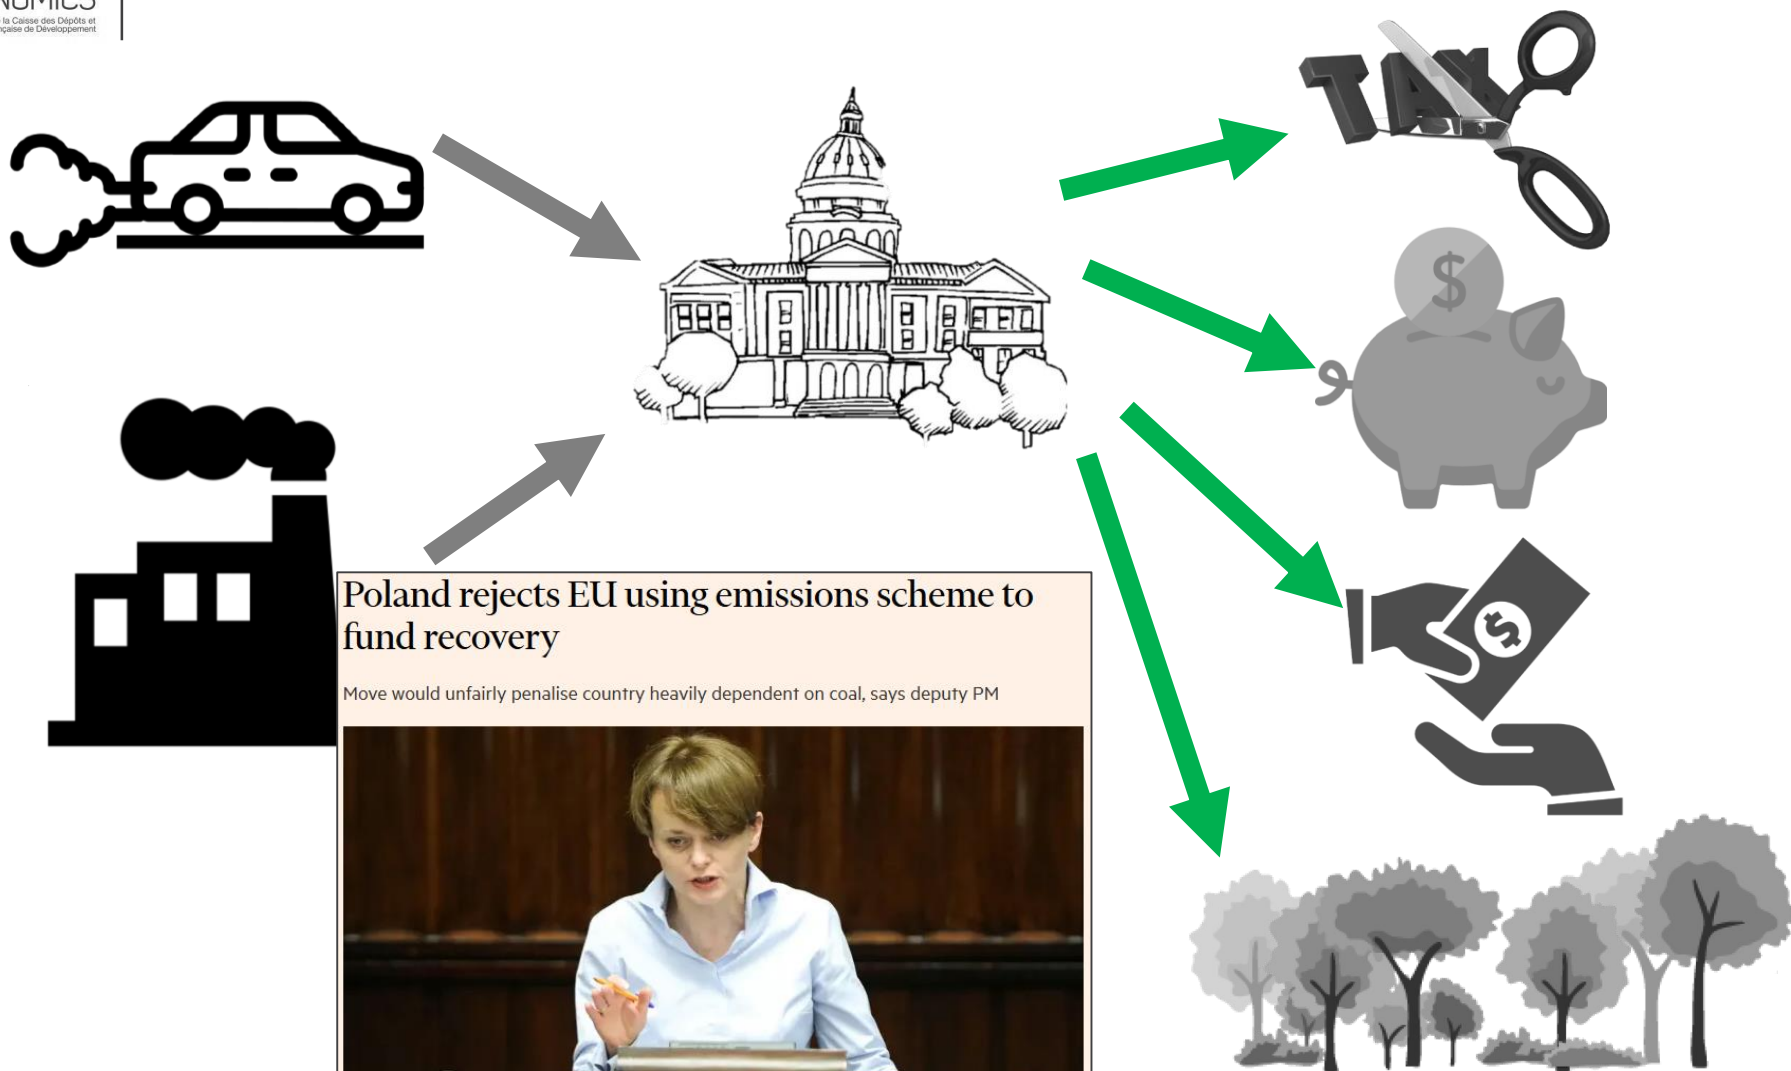 la Caisse des Dépôts et
nçaise de Développement
TAX
$
Poland rejects EU using emissions scheme to
fund recovery
Move would unfairly penalise country heavily dependent on coal, says deputy PM
$